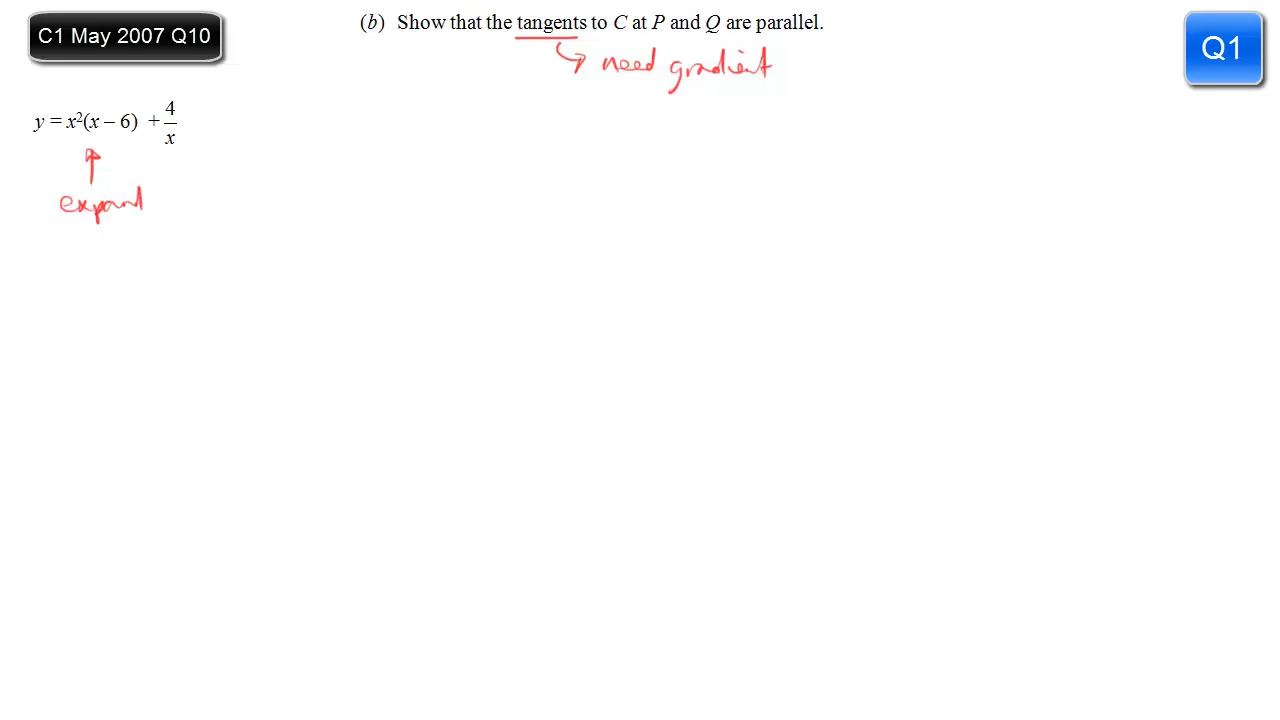 C1 May 2007 Q10
(b) Show that the tangents to C at P and Q are parallel.
Q1
need gradient
y = x²(x – 6) + 4/x
expand